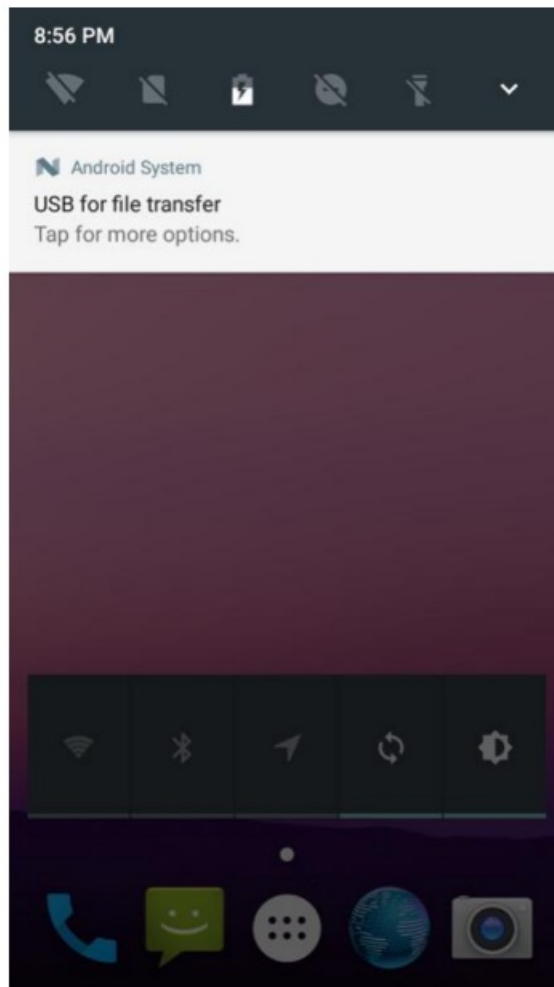 8:56 PM
Android System
USB for file transfer
Tap for more options.